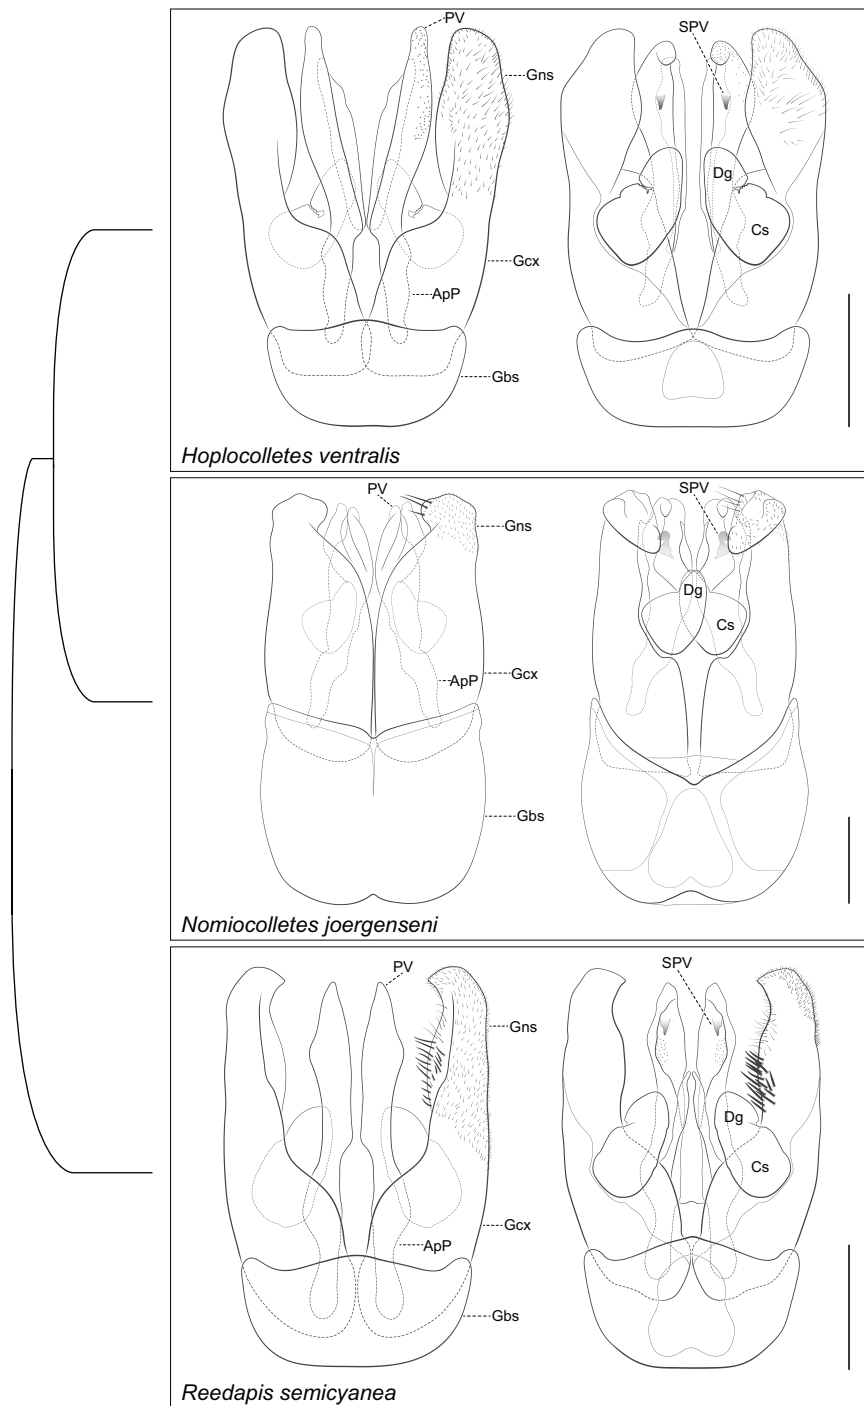 PV
SPV
Gns
Dg
Cs
Gcx
ApP
Gbs
Hoplocolletes ventralis
PV
SPV
Gns
Dg
Cs
Gcx
ApP
Gbs
Nomiocolletes joergenseni
PV
SPV
Gns
Dg
Cs
Gcx
ApP
Gbs
Reedapis semicyanea